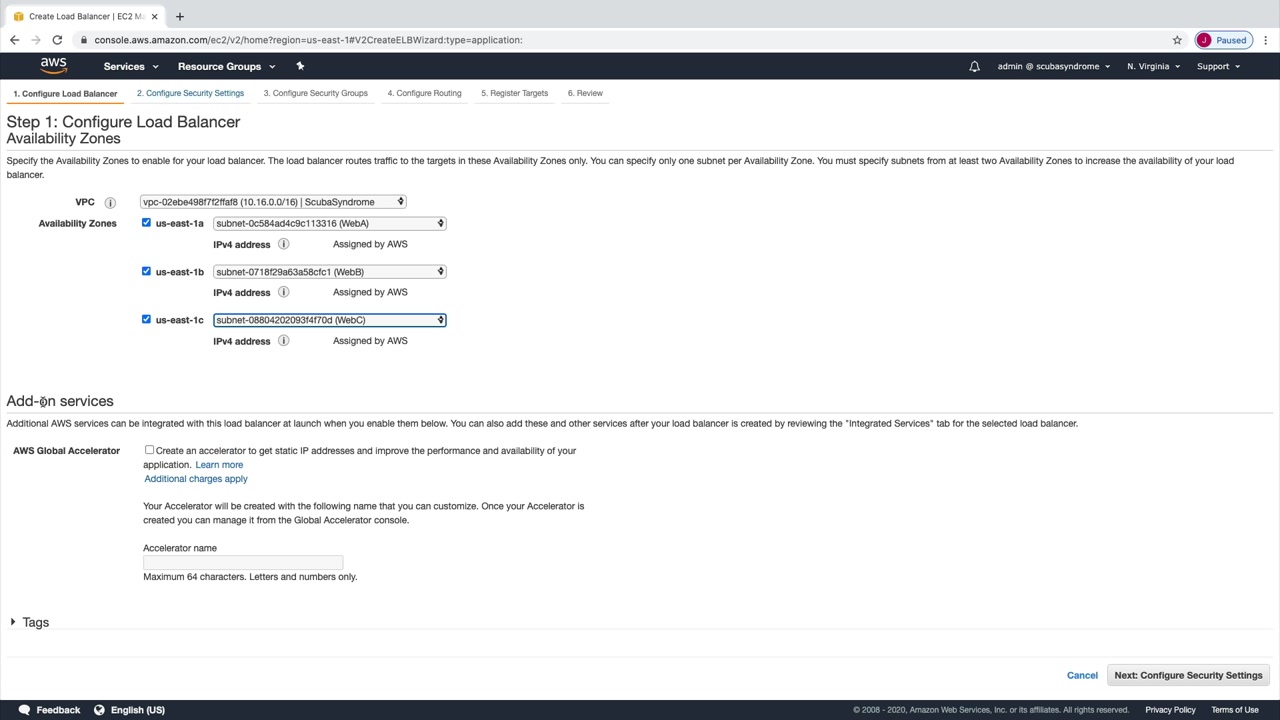 Create Load Balancer | EC2 Ma
console.aws.amazon.com/ec2/v2/home?region=us-east-1#V2CreateELBWizard:type=application:
J Paused
aws Services Resource Groups admin @ scubasyndrome N. Virginia Support
1. Configure Load Balancer 2. Configure Security Settings 3. Configure Security Groups 4. Configure Routing 5. Register Targets 6. Review
Step 1: Configure Load Balancer
Availability Zones
Specify the Availability Zones to enable for your load balancer. The load balancer routes traffic to the targets in these Availability Zones only. You can specify only one subnet per Availability Zone. You must specify subnets from at least two Availability Zones to increase the availability of your load
balancer.
VPC i vpc-02ebe498f7f2ffaf8 (10.16.0.0/16) | ScubaSyndrome
Availability Zones us-east-1a subnet-0c584ad4c9c113316 (WebA)
IPv4 address i Assigned by AWS
us-east-1b subnet-0718f29a63a58cfc1 (WebB)
IPv4 address i Assigned by AWS
us-east-1c subnet-08804202093f4f70d (WebC)
IPv4 address i Assigned by AWS
Add-on services
Additional AWS services can be integrated with this load balancer at launch when you enable them below. You can also add these and other services after your load balancer is created by reviewing the "Integrated Services" tab for the selected load balancer.
AWS Global Accelerator Create an accelerator to get static IP addresses and improve the performance and availability of your
application. Learn more
Additional charges apply
Your Accelerator will be created with the following name that you can customize. Once your Accelerator is
created you can manage it from the Global Accelerator console.
Accelerator name
Maximum 64 characters. Letters and numbers only.
Tags
Cancel Next: Configure Security Settings
Feedback English (US) © 2008 - 2020, Amazon Web Services, Inc. or its affiliates. All rights reserved. Privacy Policy Terms of Use